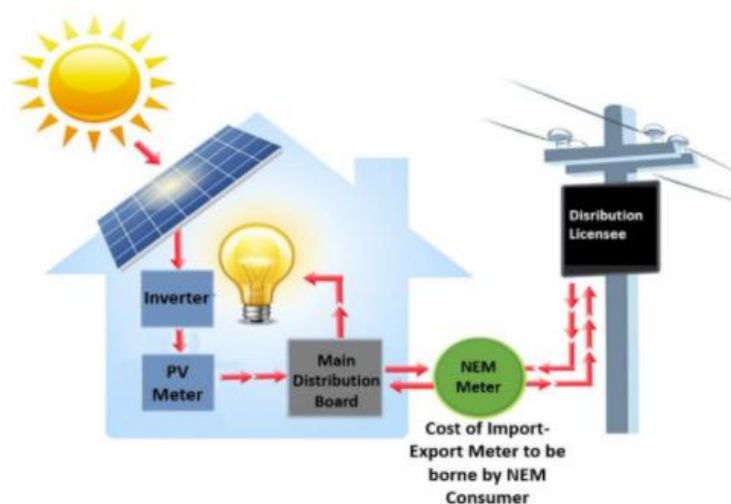 Disribution
Licensee
Inverter
PV
Meter
Main
Distribution
Board
NEM
Meter
Cost of Import-
Export Meter to be
borne by NEM
Consumer